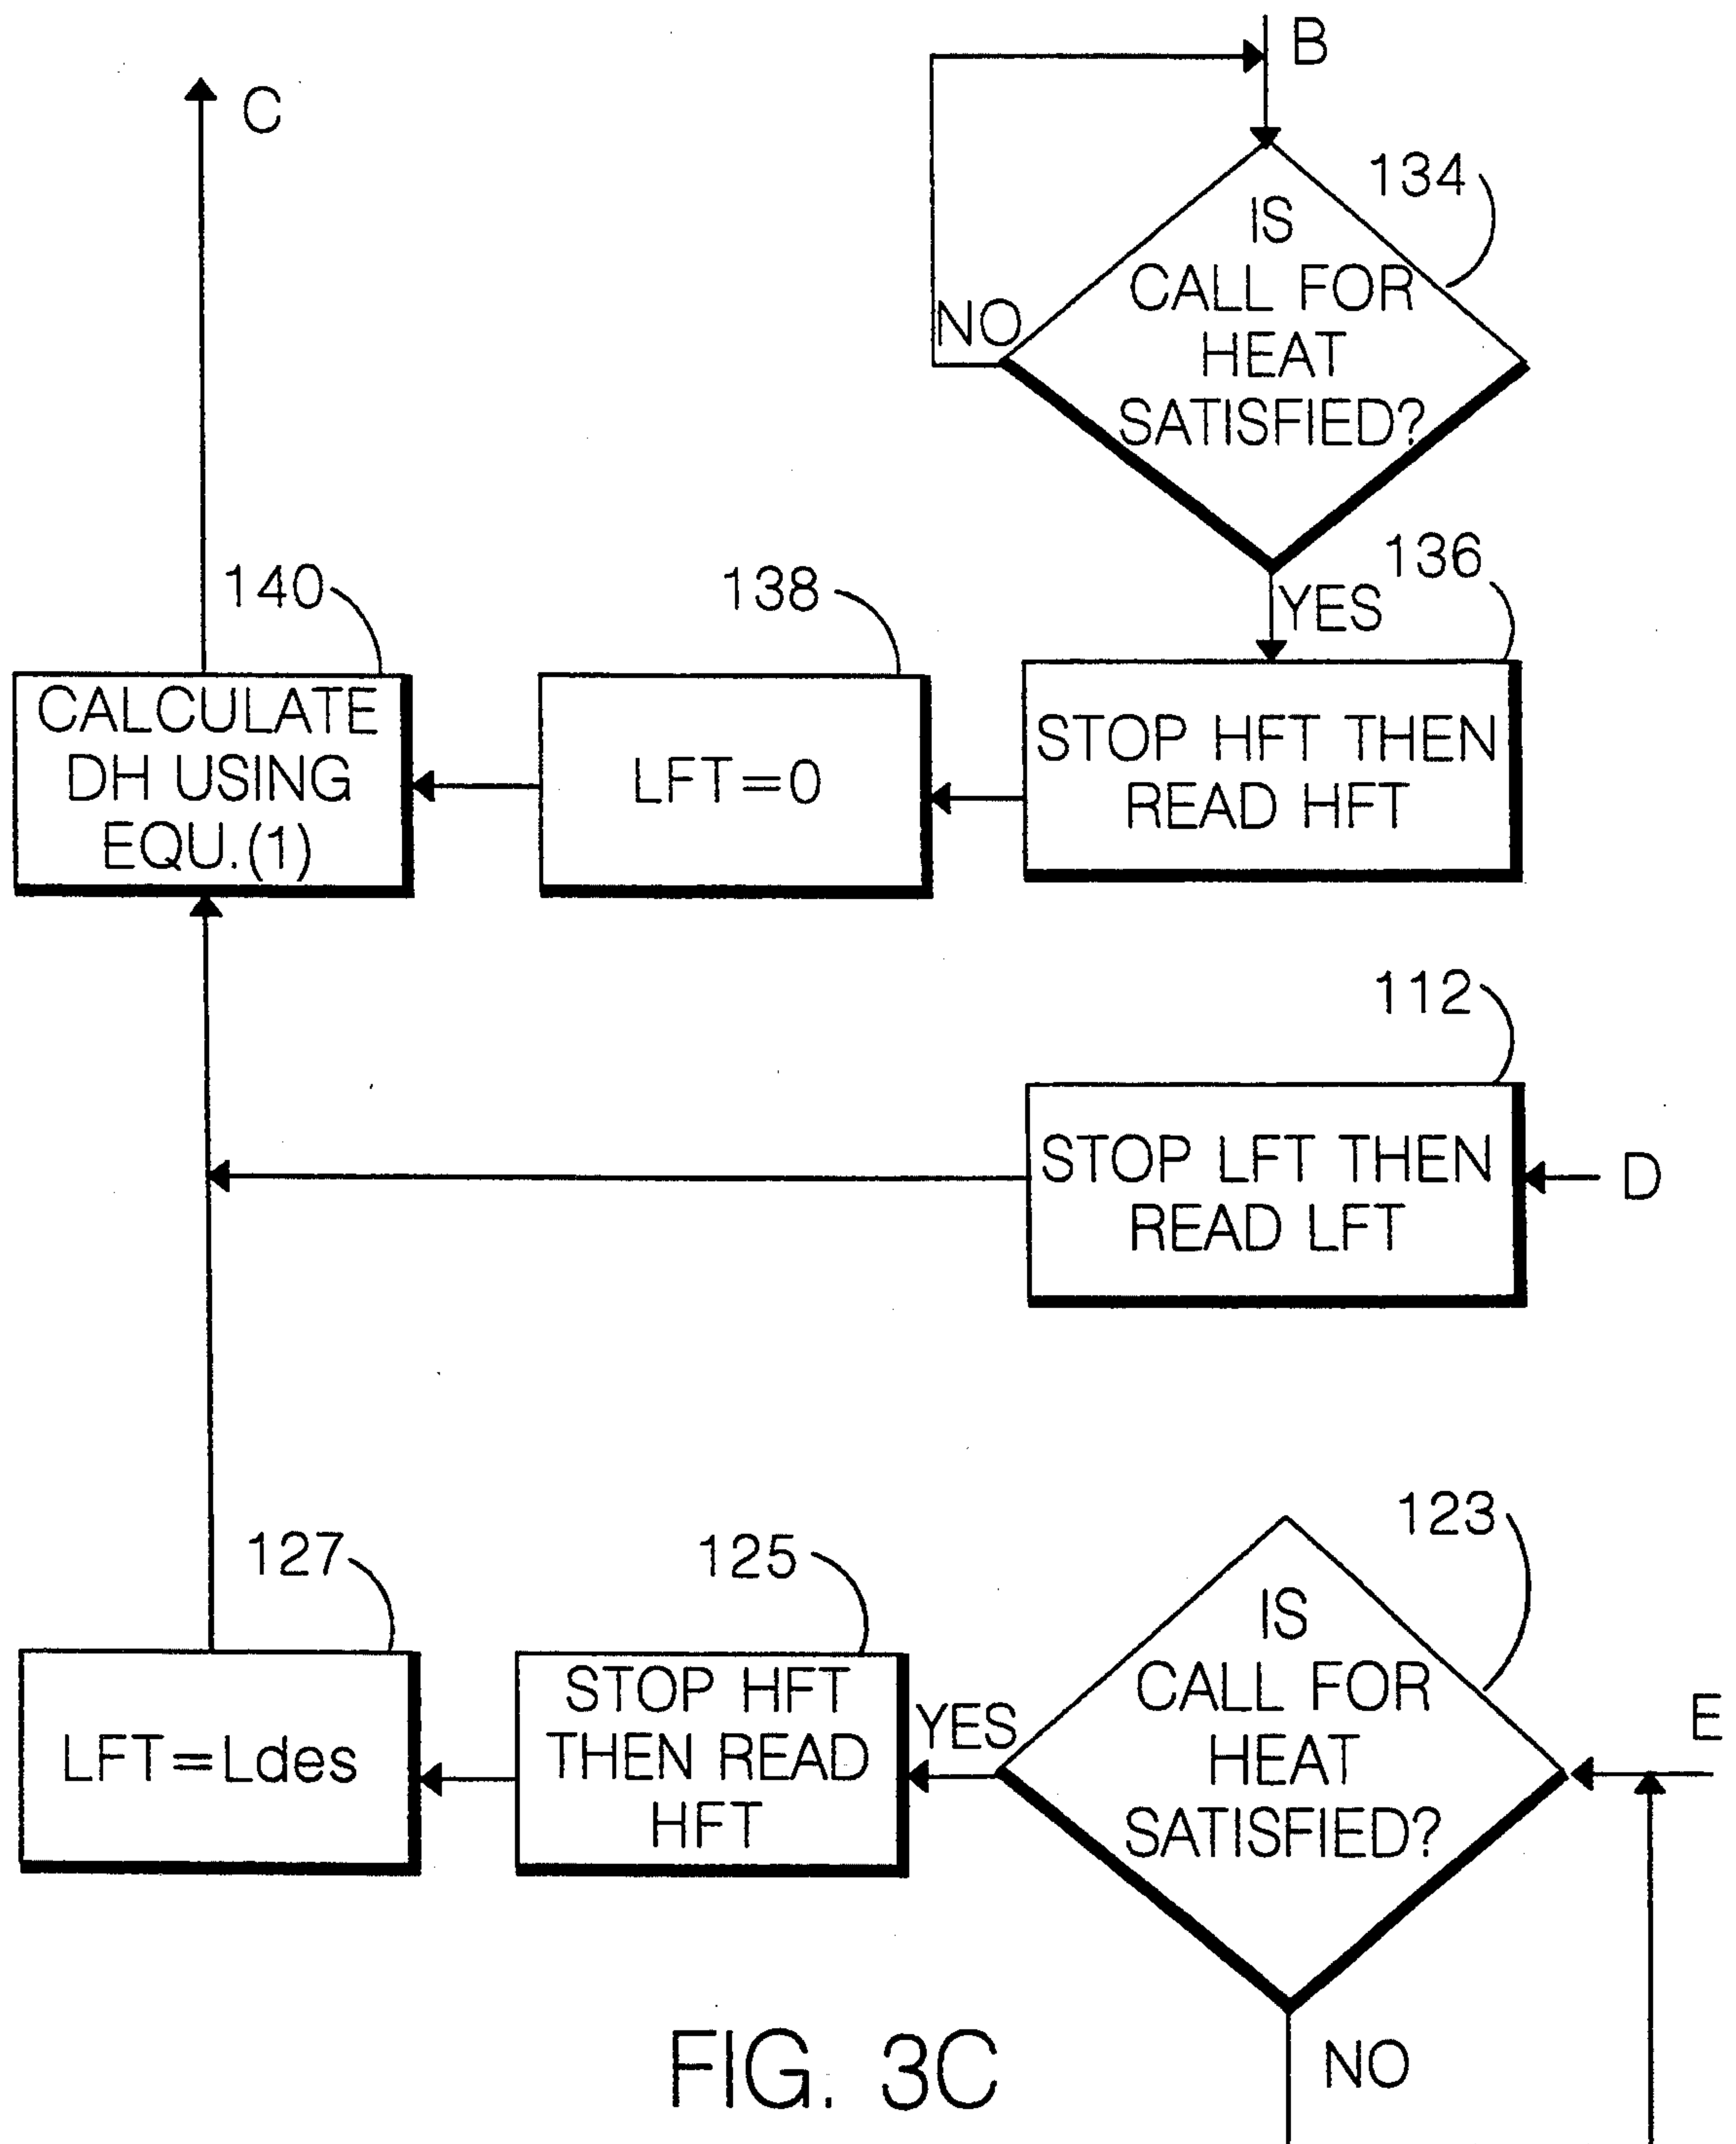 B
C
134
IS
CALL FOR
HEAT
SATISFIED?
NO
YES
136
STOP HFT THEN
READ HFT
138
LFT=0
140
CALCULATE
DH USING
EQU.(1)
112
STOP LFT THEN
READ LFT
D
123
IS
CALL FOR
HEAT
SATISFIED?
E
YES
NO
125
STOP HFT
THEN READ
HFT
127
LFT=Ldes
FIG. 3C